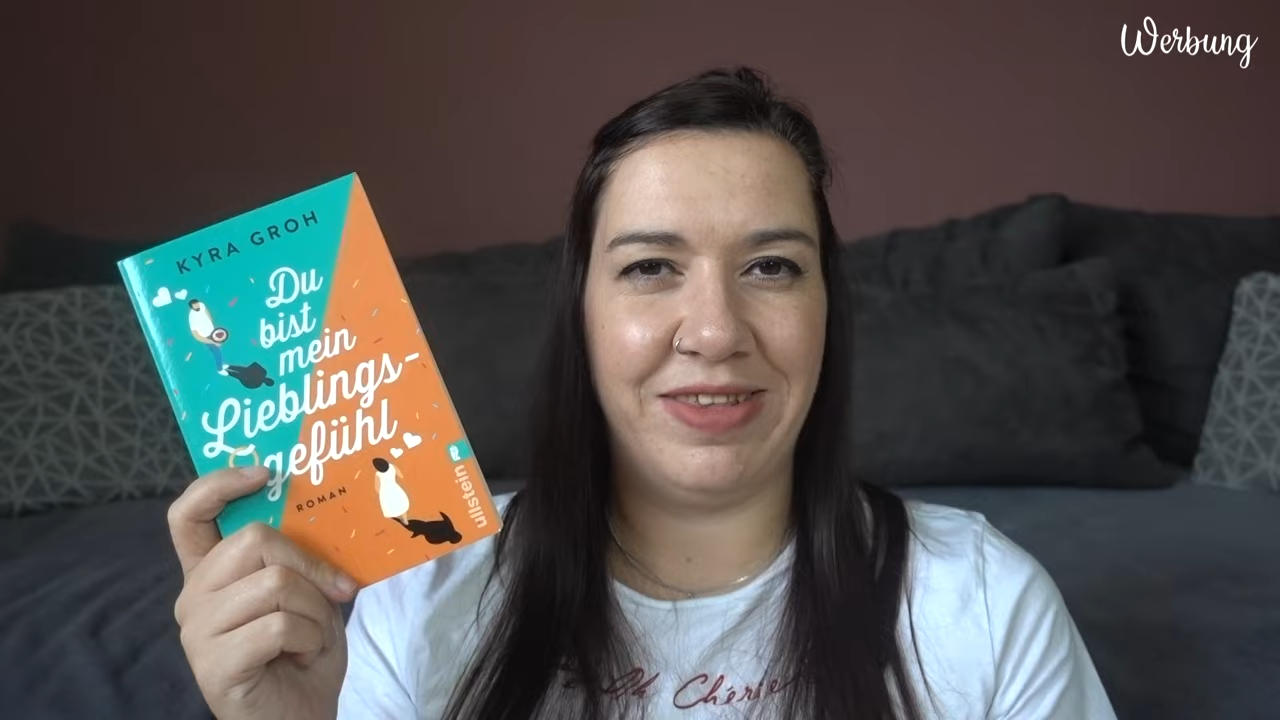 Werbung
KYRA GROH
Du
bist
mein
Lieblings-
gefühl
ROMAN
ullstein
Oh Chérie